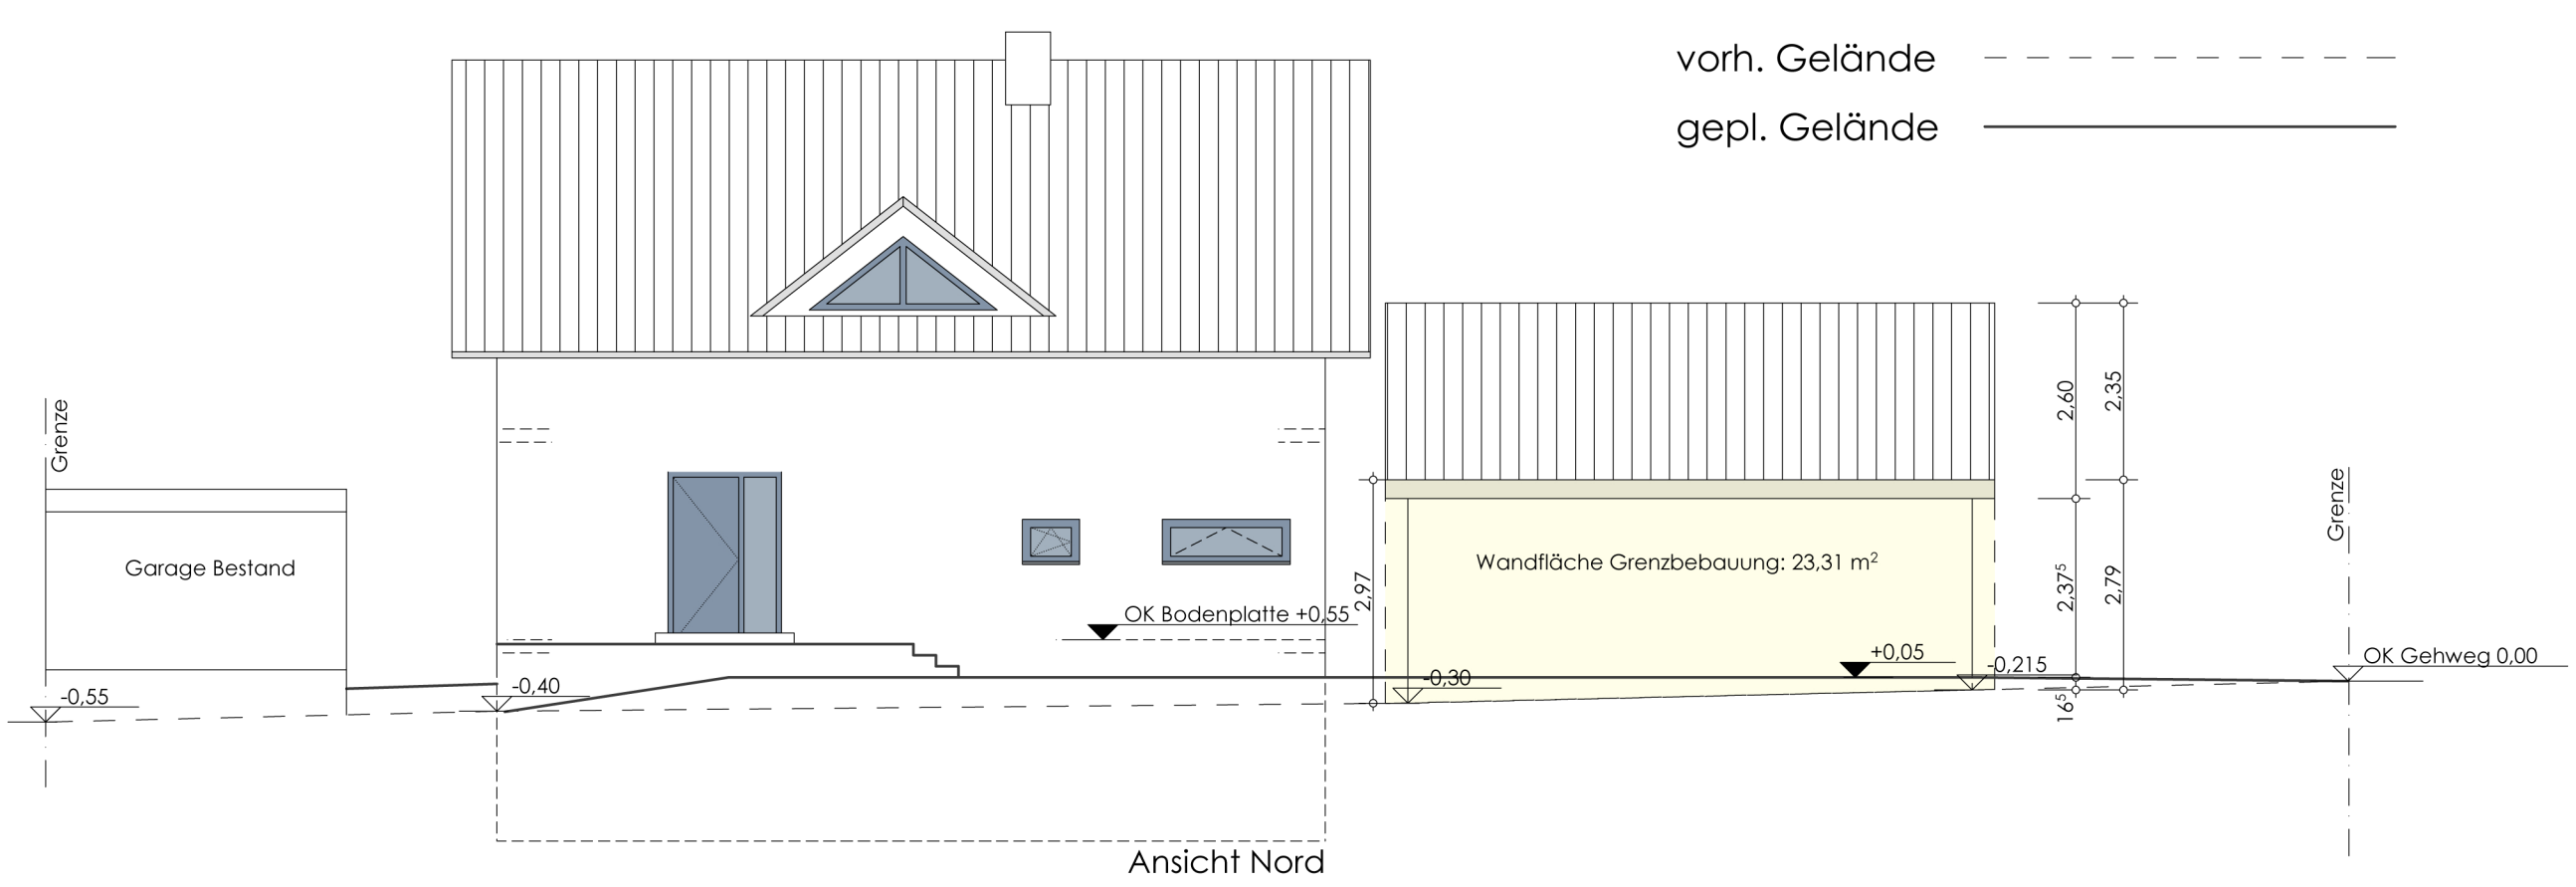 vorh. Gelände
gepl. Gelände
Grenze
Garage Bestand
-0,55
-0,40
OK Bodenplatte +0,55
2,97
Wandfläche Grenzbebauung: 23,31 m²
-0,30
+0,05
-0,215
2,60
2,35
2,37⁵
2,79
16⁵
Grenze
OK Gehweg 0,00
Ansicht Nord